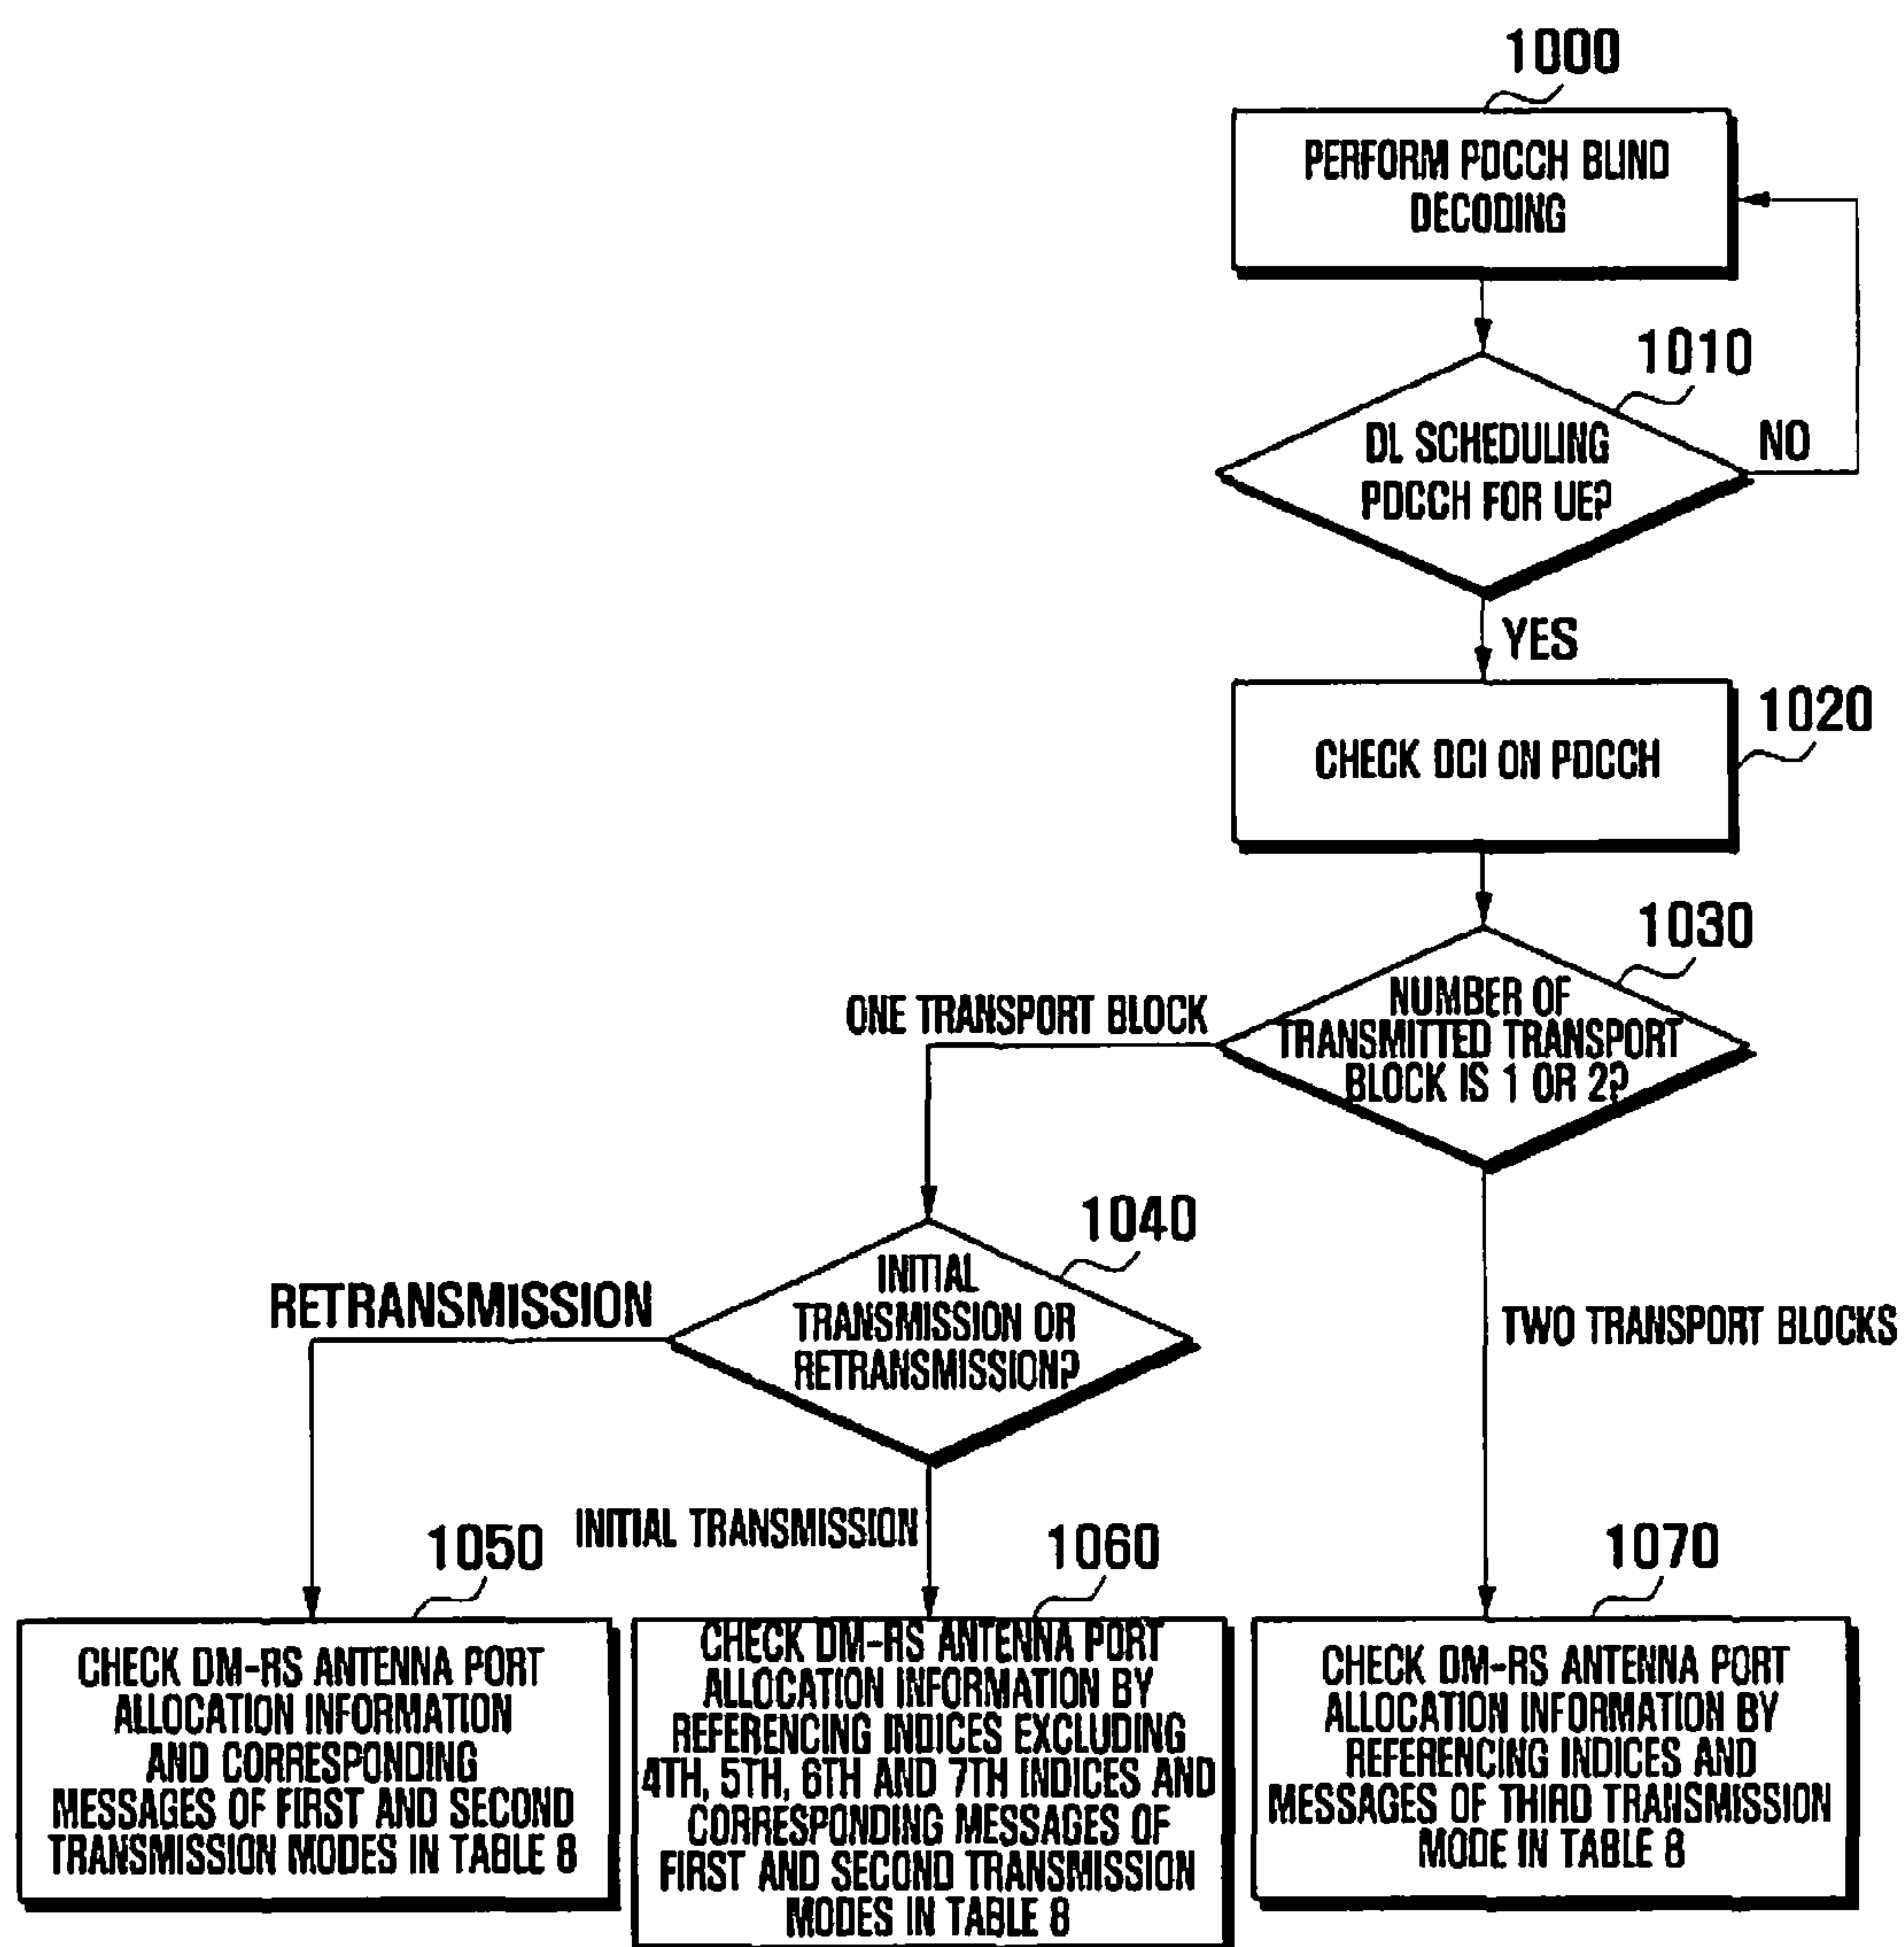 1000
PERFORM PDCCH BLIND
DECODING
1010
DL SCHEDULING
PDCCH FOR UE?
NO
YES
1020
CHECK DCI ON PDCCH
1030
NUMBER OF
TRANSMITTED TRANSPORT
BLOCK IS 1 OR 2?
ONE TRANSPORT BLOCK
TWO TRANSPORT BLOCKS
1040
INITIAL
TRANSMISSION OR
RETRANSMISSION?
RETRANSMISSION
INITIAL TRANSMISSION
1050
CHECK DM-RS ANTENNA PORT
ALLOCATION INFORMATION
AND CORRESPONDING
MESSAGES OF FIRST AND SECOND
TRANSMISSION MODES IN TABLE 8
1060
CHECK DM-RS ANTENNA PORT
ALLOCATION INFORMATION BY
REFERENCING INDICES EXCLUDING
4TH, 5TH, 6TH AND 7TH INDICES AND
CORRESPONDING MESSAGES OF
FIRST AND SECOND TRANSMISSION
MODES IN TABLE 8
1070
CHECK DM-RS ANTENNA PORT
ALLOCATION INFORMATION BY
REFERENCING INDICES AND
MESSAGES OF THIRD TRANSMISSION
MODE IN TABLE 8